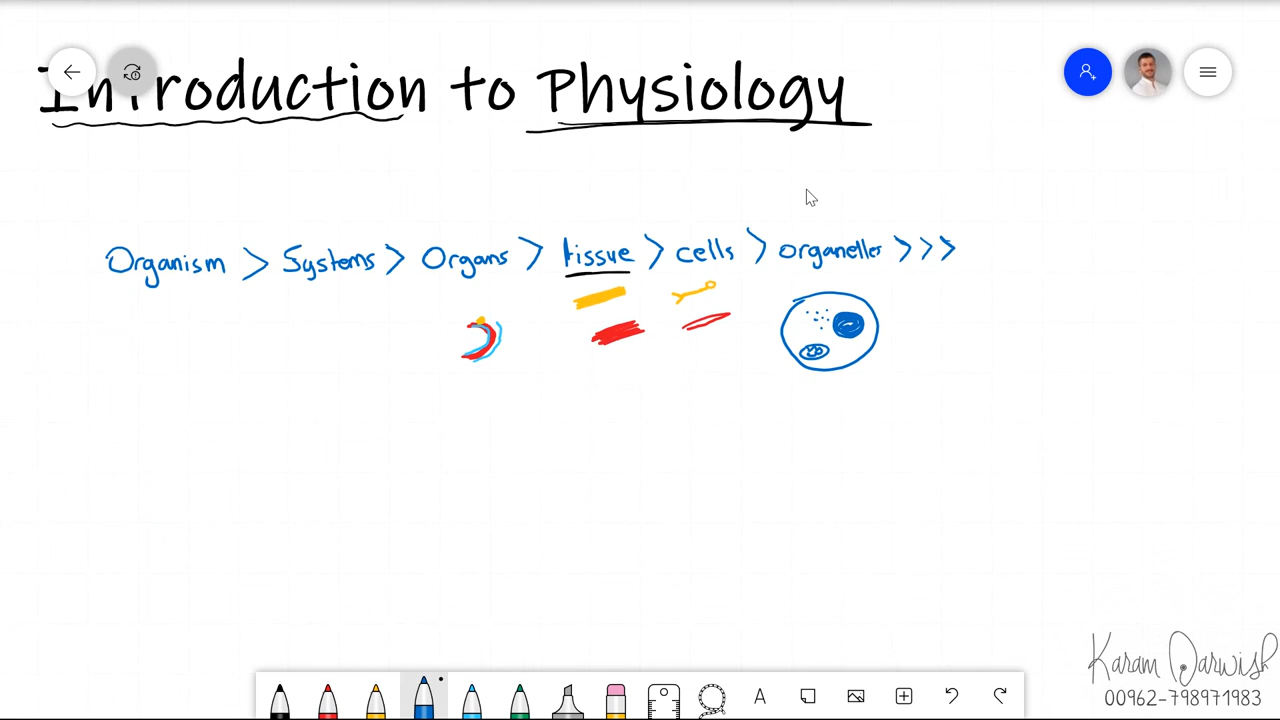 Introduction to Physiology
Organism > Systems > Organs > tissue > cells > organelles >>>
A
Karam Darwish
00962-798971983